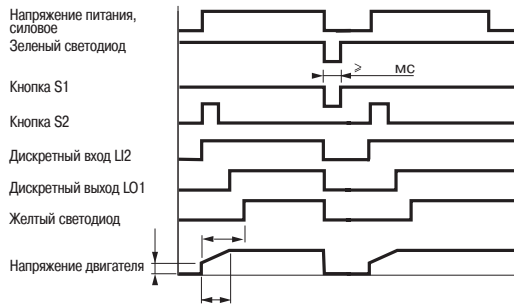 Напряжение питания,
силовое
Зеленый светодиод
≥ мс
Кнопка S1
Кнопка S2
Дискретный вход LI2
Дискретный выход LO1
Желтый светодиод
Напряжение двигателя